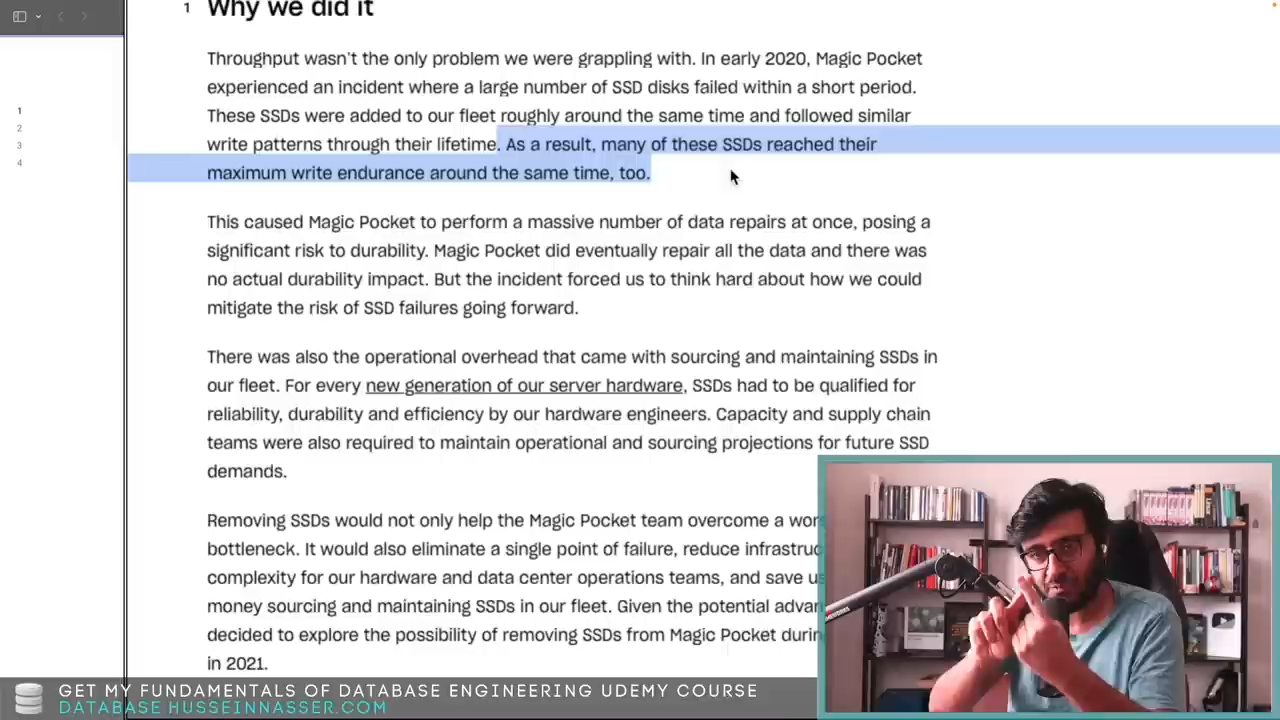 1 Why we did it
Throughput wasn't the only problem we were grappling with. In early 2020, Magic Pocket
experienced an incident where a large number of SSD disks failed within a short period.
These SSDs were added to our fleet roughly around the same time and followed similar
write patterns through their lifetime. As a result, many of these SSDs reached their
maximum write endurance around the same time, too.
This caused Magic Pocket to perform a massive number of data repairs at once, posing a
significant risk to durability. Magic Pocket did eventually repair all the data and there was
no actual durability impact. But the incident forced us to think hard about how we could
mitigate the risk of SSD failures going forward.
There was also the operational overhead that came with sourcing and maintaining SSDs in
our fleet. For every new generation of our server hardware, SSDs had to be qualified for
reliability, durability and efficiency by our hardware engineers. Capacity and supply chain
teams were also required to maintain operational and sourcing projections for future SSD
demands.
Removing SSDs would not only help the Magic Pocket team overcome a
bottleneck. It would also eliminate a single point of failure, reduce
complexity for our hardware and data center operations teams, and save
money sourcing and maintaining SSDs in our fleet. Given the potential
decided to explore the possibility of removing SSDs from Magic Pocket
in 2021.
1
2
3
4
GET MY FUNDAMENTALS OF DATABASE ENGINEERING UDEMY COURSE
DATABASE.HUSSEINNASSER.COM